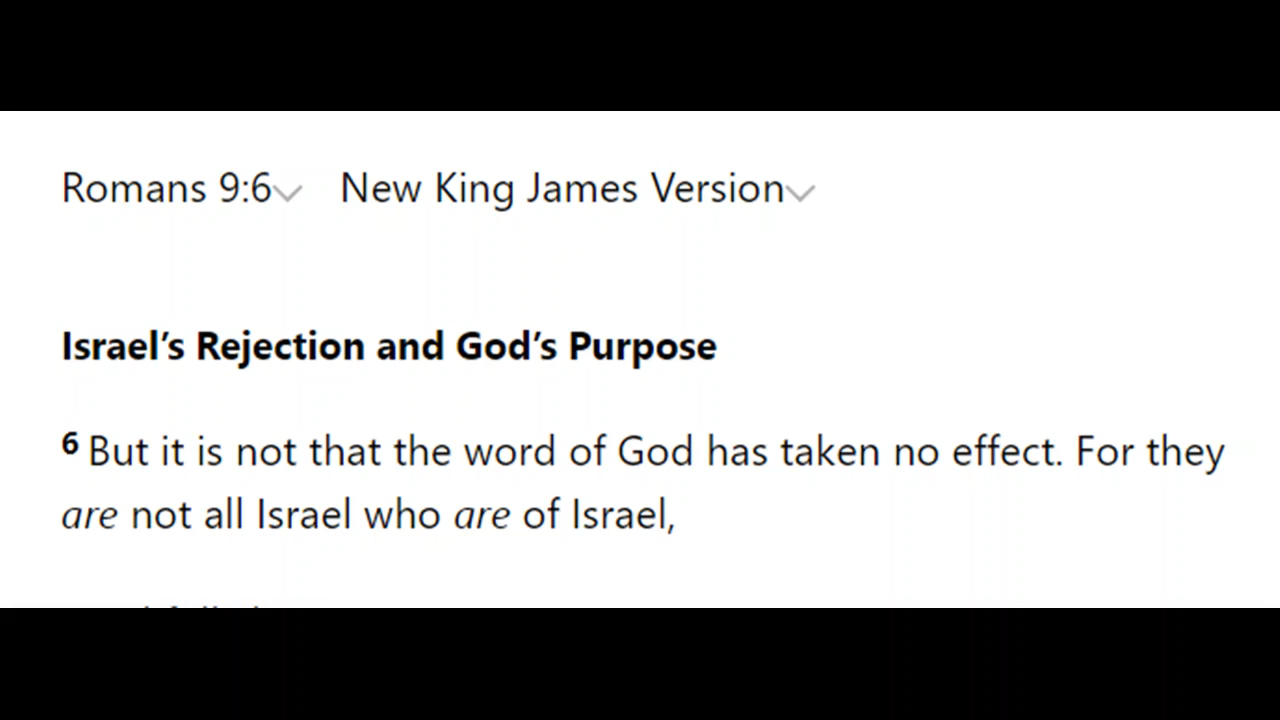 Romans 9:6 New King James Version
Israel’s Rejection and God’s Purpose
6 But it is not that the word of God has taken no effect. For they
are not all Israel who are of Israel,